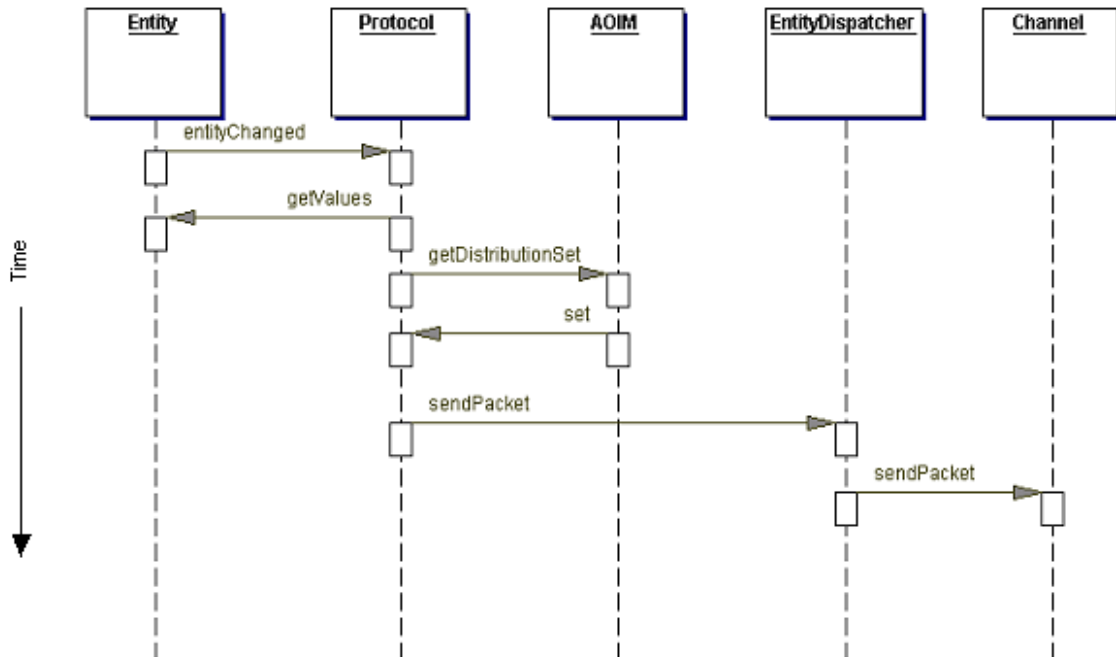 Entity
Protocol
AOIM
EntityDispatcher
Channel
entityChanged
getValues
getDistributionSet
set
sendPacket
sendPacket
Time